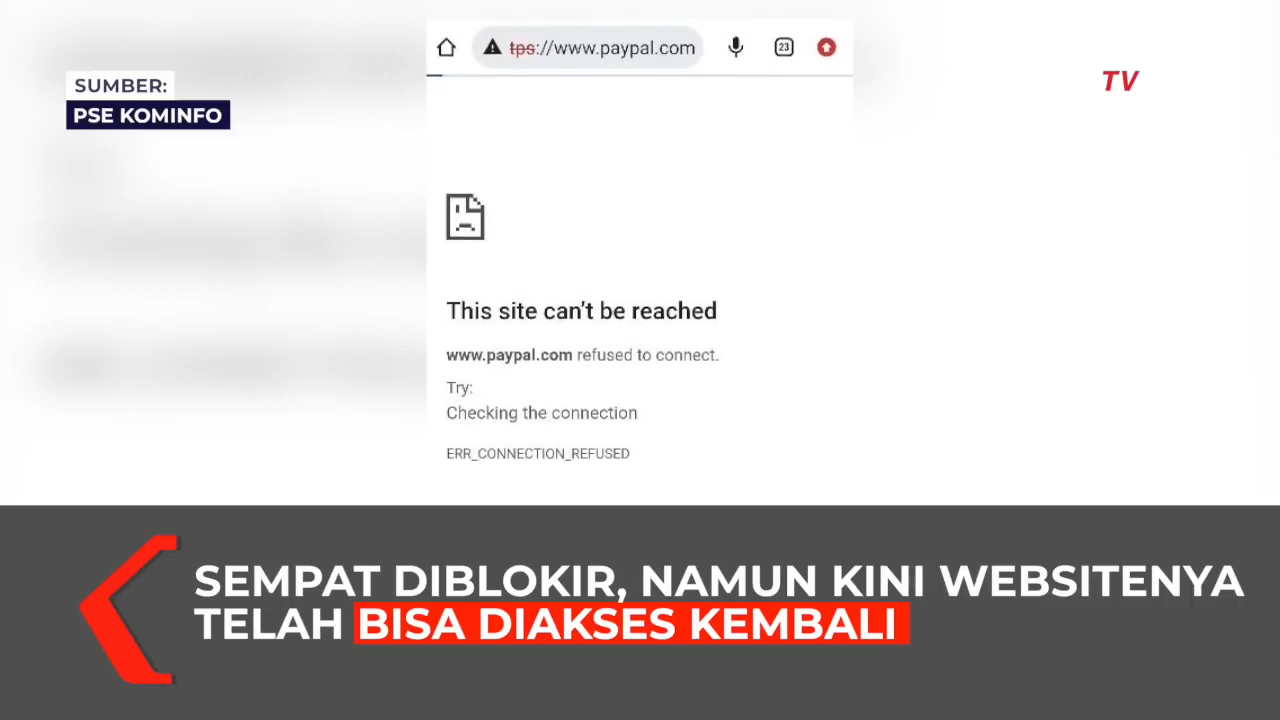 SUMBER:
PSE KOMINFO
tps://www.paypal.com
23
TV
This site can't be reached
www.paypal.com refused to connect.
Try:
Checking the connection
ERR_CONNECTION_REFUSED
SEMPAT DIBLOKIR, NAMUN KINI WEBSITENYA
TELAH BISA DIAKSES KEMBALI